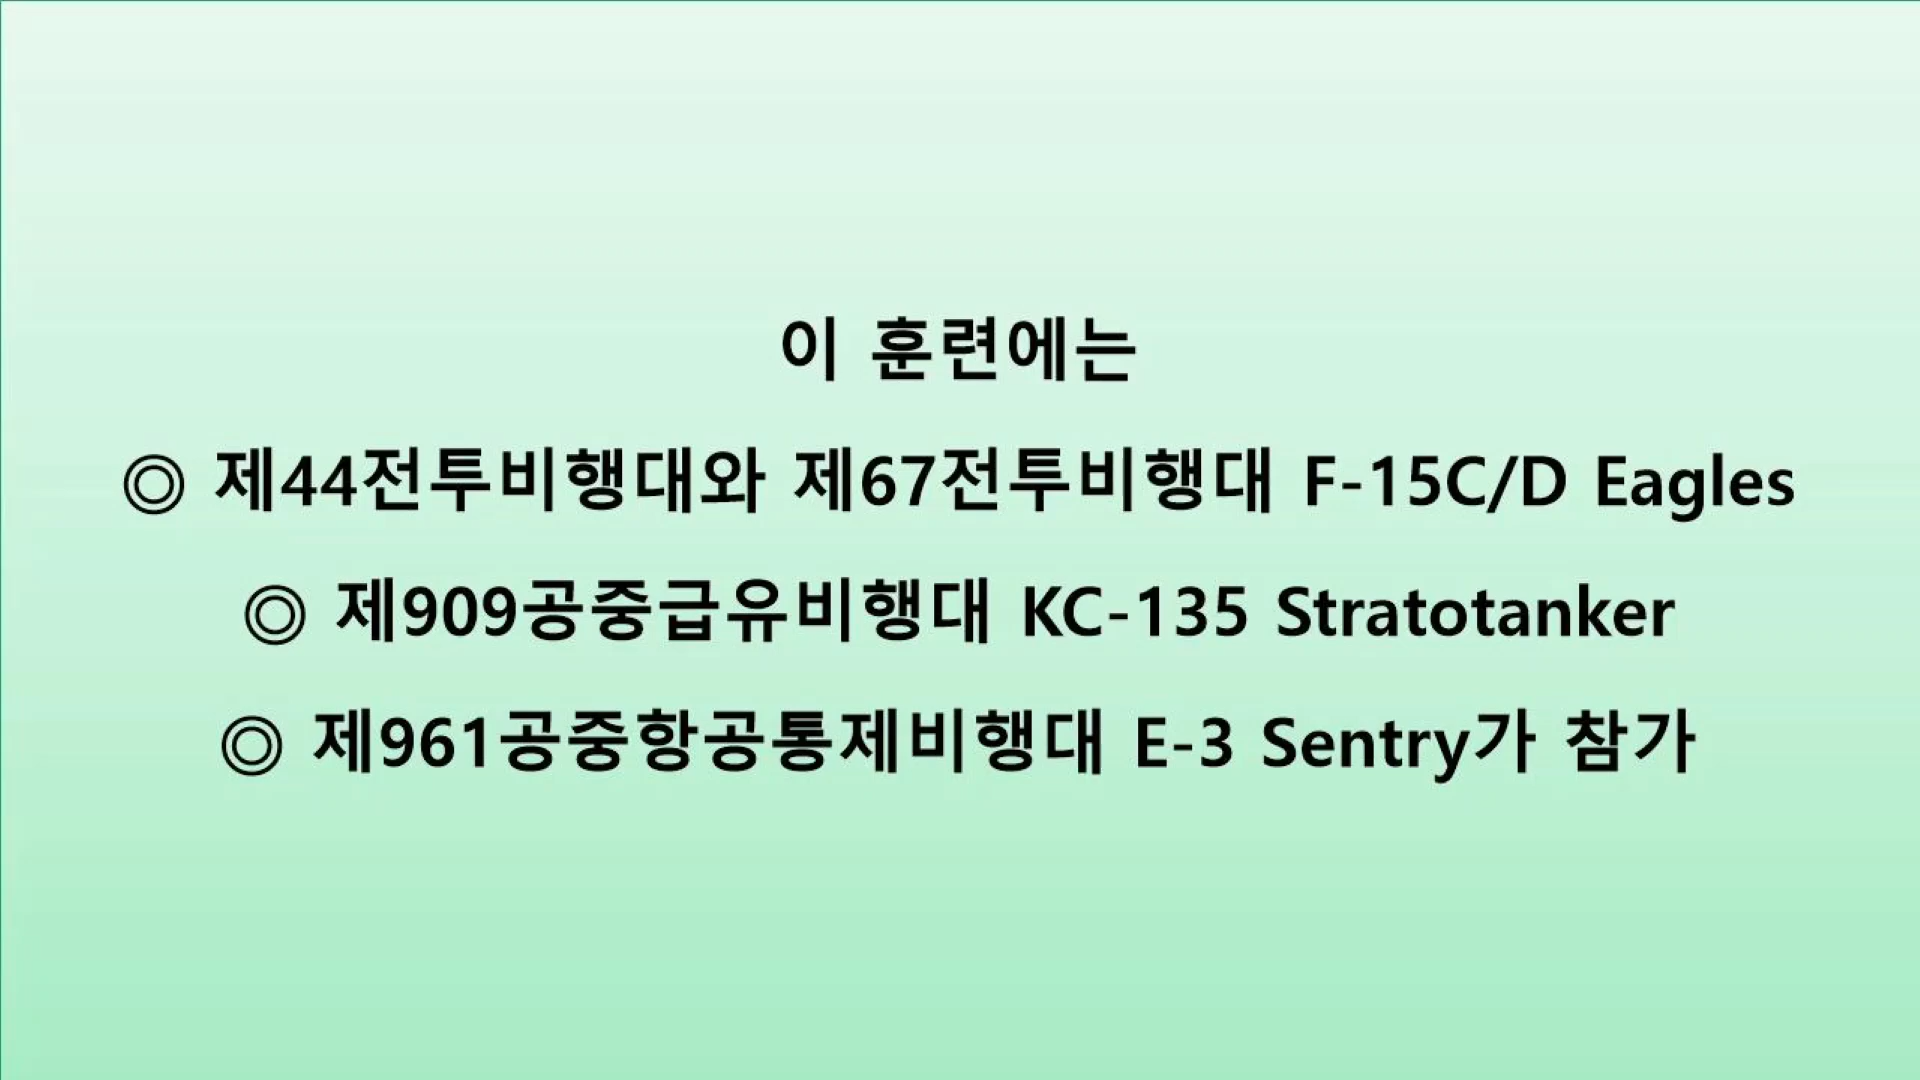 이 훈련에는
◎ 제44전투비행대와 제67전투비행대 F-15C/D Eagles
◎ 제909공중급유비행대 KC-135 Stratotanker
◎ 제961공중항공통제비행대 E-3 Sentry가 참가